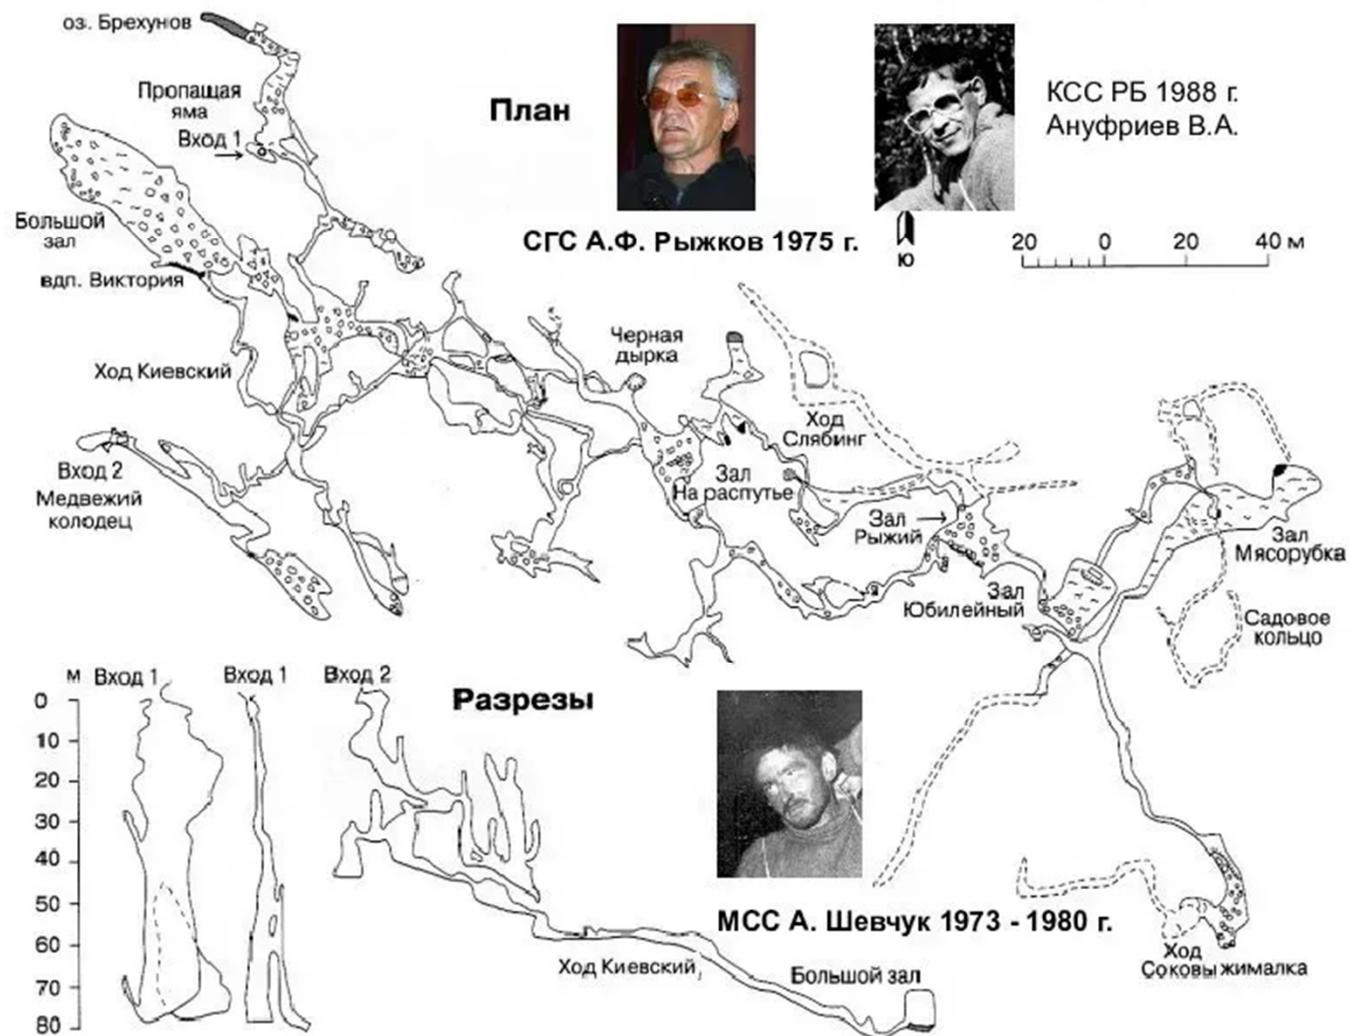 оз. Брехунов
Пропащая
яма
Вход 1
План
КСС РБ 1988 г.
Ануфриев В.А.
Большой
зал
СГС А.Ф. Рыжков 1975 г.
ю
20 0 20 40 м
вдп. Виктория
Ход Киевский
Черная
дырка
Ход
Слябинг
Вход 2
Медвежий
колодец
Зал
На распутье
Зал
Рыжий
Зал
Мясорубка
Зал
Юбилейный
Садовое
кольцо
м Вход 1 Вход 1 Вход 2
Разрезы
0
10
20
30
40
50
60
70
80
МСС А. Шевчук 1973 - 1980 г.
Ход Киевский
Большой зал
Ход
Соковыжималка